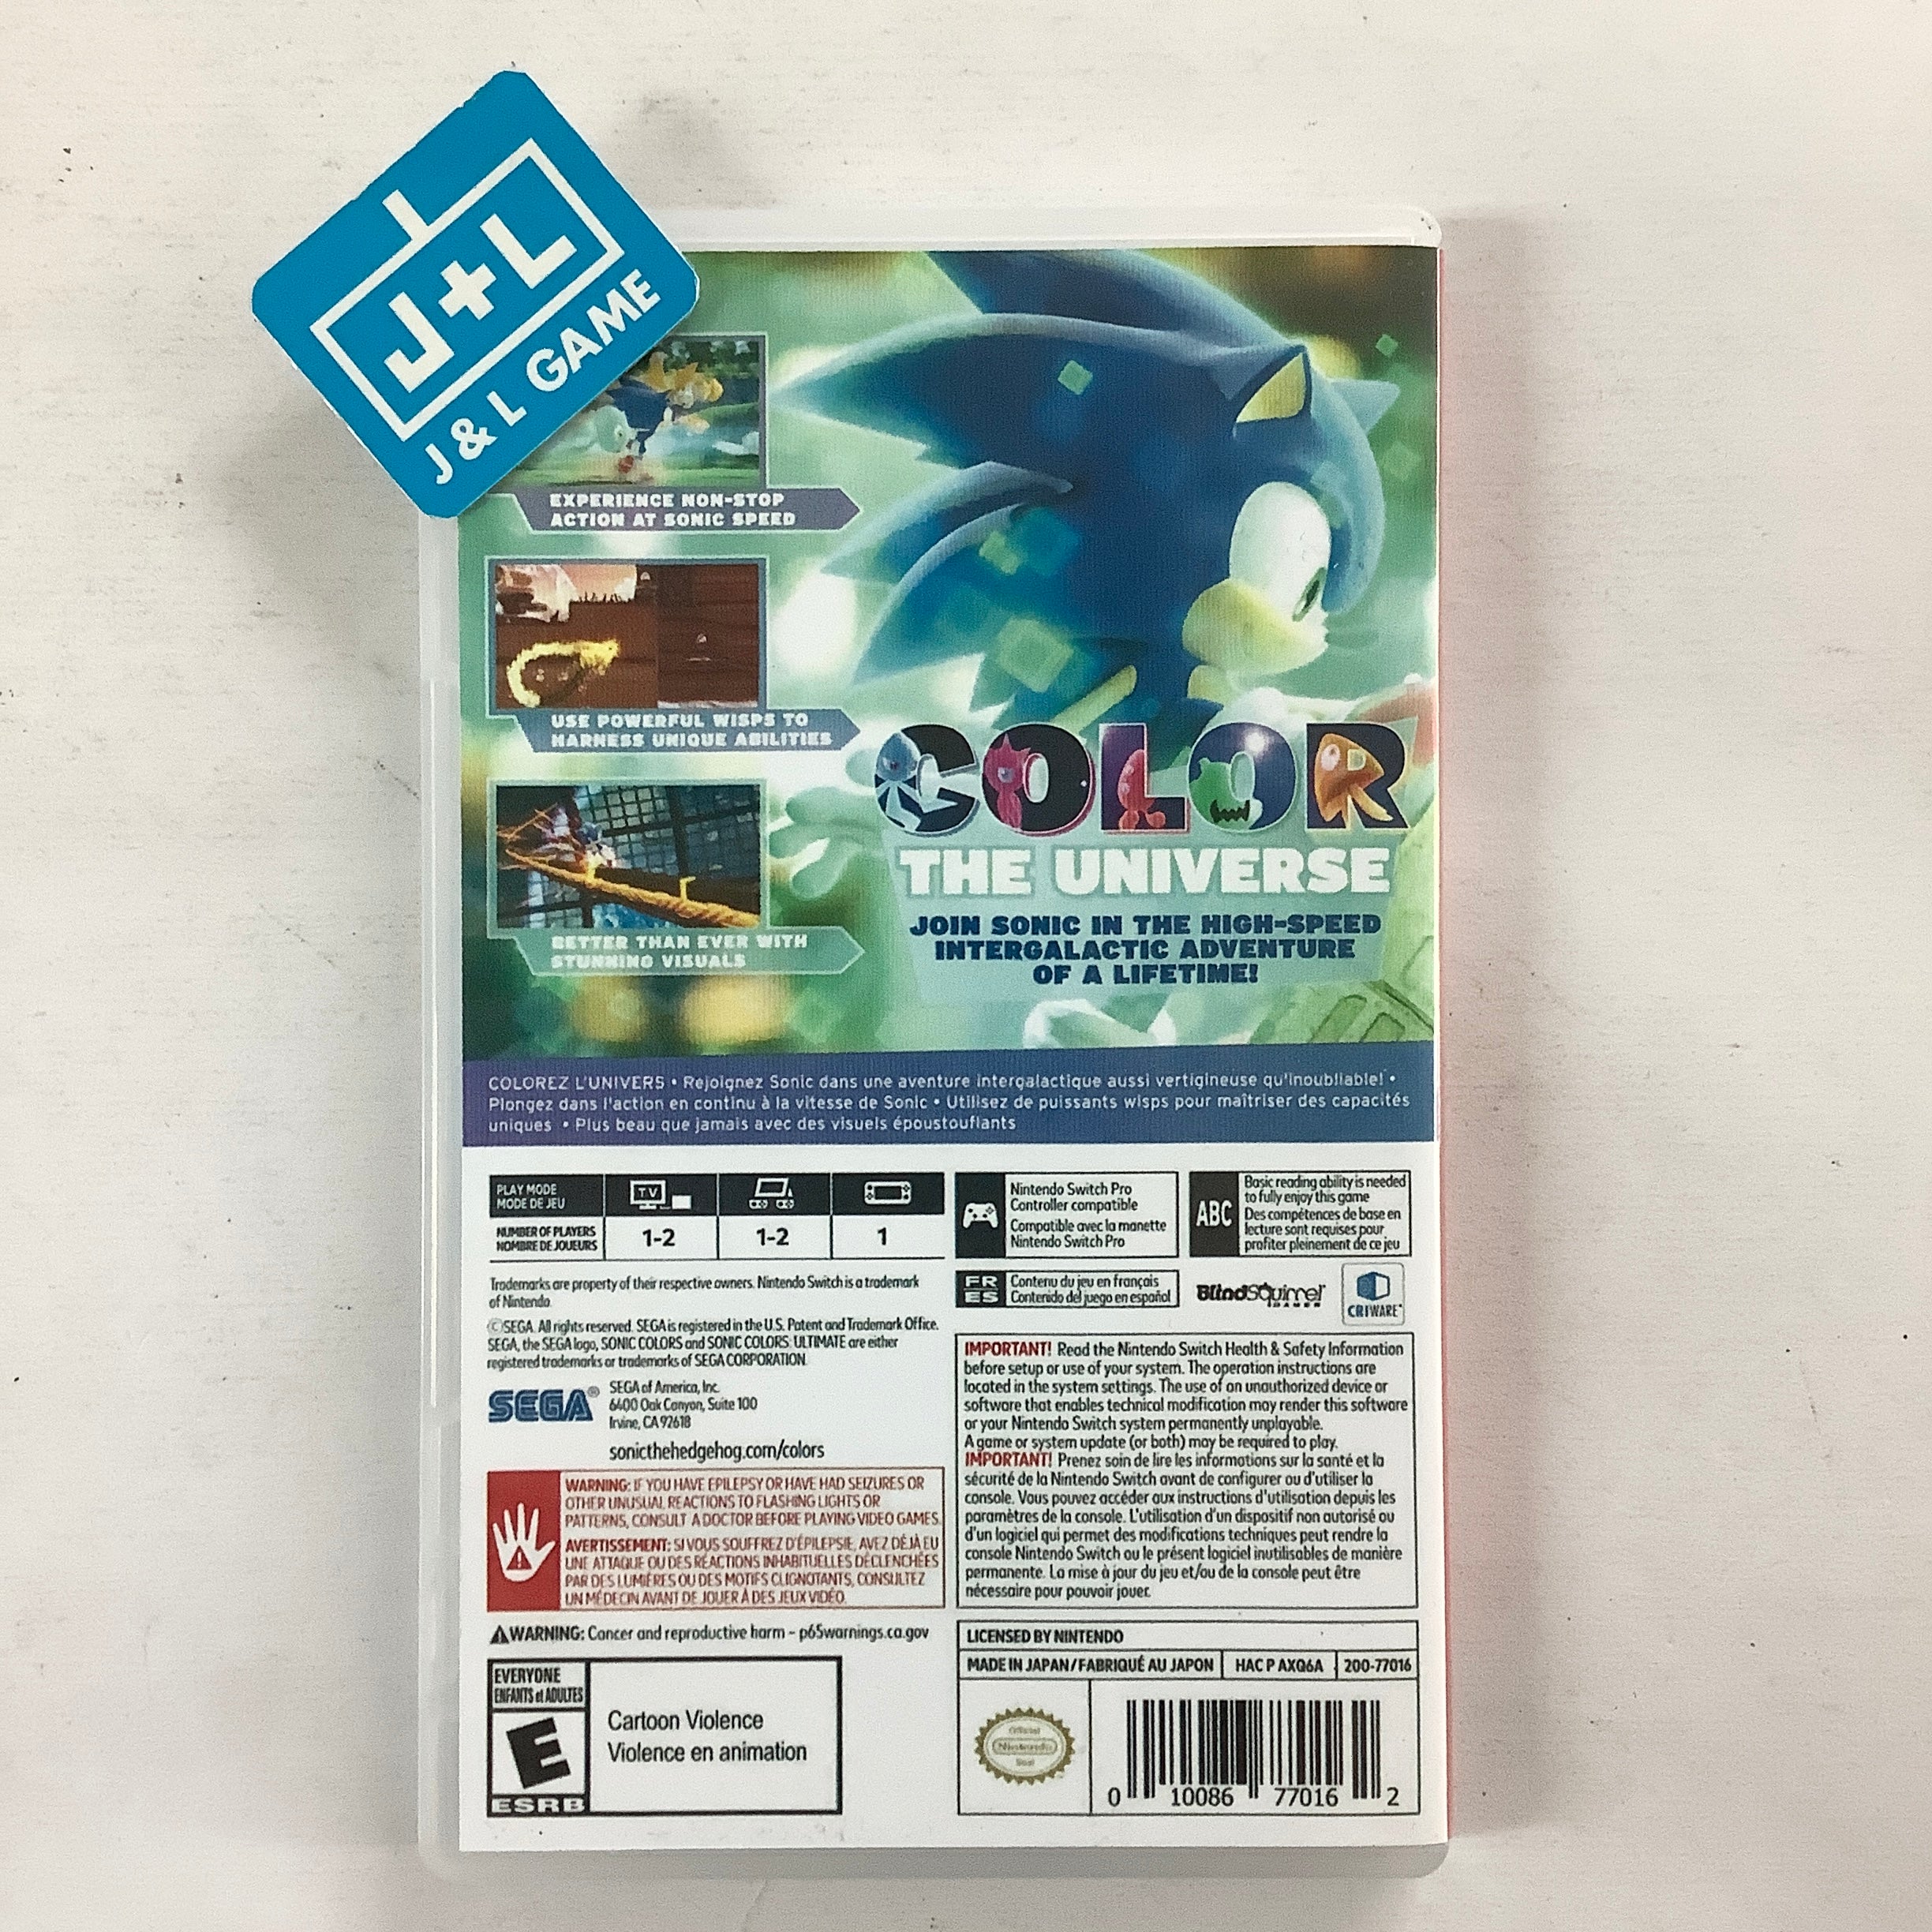 J+L
J & L GAME
EXPERIENCE NON-STOP
ACTION AT SONIC SPEED
USE POWERFUL WISPS TO
HARNESS UNIQUE ABILITIES
BETTER THAN EVER WITH
STUNNING VISUALS
COLOR
THE UNIVERSE
JOIN SONIC IN THE HIGH-SPEED
INTERGALACTIC ADVENTURE
OF A LIFETIME!
COLOREZ L'UNIVERS • Rejoignez Sonic dans une aventure intergalactique aussi vertigineuse qu'inoubliable! •
Plongez dans l'action en continu à la vitesse de Sonic • Utilisez de puissants wisps pour maîtriser des capacités
uniques • Plus beau que jamais avec des visuels époustouflants
PLAY MODE
MODE DE JEU
TV
NUMBER OF PLAYERS
NOMBRE DE JOUEURS
1-2
1-2
1
Nintendo Switch Pro
Controller compatible
Compatible avec la manette
Nintendo Switch Pro
ABC
Basic reading ability is needed
to fully enjoy this game
Des compétences de base en
lecture sont requises pour
profiter pleinement de ce jeu
Trademarks are property of their respective owners. Nintendo Switch is a trademark
of Nintendo.
©SEGA. All rights reserved. SEGA is registered in the U.S. Patent and Trademark Office.
SEGA, the SEGA logo, SONIC COLORS and SONIC COLORS: ULTIMATE are either
registered trademarks or trademarks of SEGA CORPORATION.
SEGA®
SEGA of America, Inc.
6400 Oak Canyon, Suite 100
Irvine, CA 92618
sonicthehedgehog.com/colors
FR
ES
Contenu du jeu en français
Contenido del juego en español
BlindSquirrel
GAMES
CRIWARE
IMPORTANT! Read the Nintendo Switch Health & Safety Information
before setup or use of your system. The operation instructions are
located in the system settings. The use of an unauthorized device or
software that enables technical modification may render this software
or your Nintendo Switch system permanently unplayable.
A game or system update (or both) may be required to play.
IMPORTANT! Prenez soin de lire les informations sur la santé et la
sécurité de la Nintendo Switch avant de configurer ou d'utiliser la
console. Vous pouvez accéder aux instructions d'utilisation depuis les
paramètres de la console. L'utilisation d'un dispositif non autorisé ou
d'un logiciel qui permet des modifications techniques peut rendre la
console Nintendo Switch ou le présent logiciel inutilisables de manière
permanente. La mise à jour du jeu et/ou de la console peut être
nécessaire pour pouvoir jouer.
WARNING: IF YOU HAVE EPILEPSY OR HAVE HAD SEIZURES OR
OTHER UNUSUAL REACTIONS TO FLASHING LIGHTS OR
PATTERNS, CONSULT A DOCTOR BEFORE PLAYING VIDEO GAMES.
AVERTISSEMENT: SI VOUS SOUFFREZ D'ÉPILEPSIE, AVEZ DÉJÀ EU
UNE ATTAQUE OU DES RÉACTIONS INHABITUELLES DÉCLENCHÉES
PAR DES LUMIÈRES OU DES MOTIFS CLIGNOTANTS, CONSULTEZ
UN MÉDECIN AVANT DE JOUER À DES JEUX VIDÉO.
⚠WARNING: Cancer and reproductive harm – p65warnings.ca.gov
EVERYONE
ENFANTS et ADULTES
E
ESRB
Cartoon Violence
Violence en animation
LICENSED BY NINTENDO
MADE IN JAPAN/FABRIQUÉ AU JAPON
HAC P AXQ6A
200-77016
Official
Nintendo
Seal
0 10086 77016 2